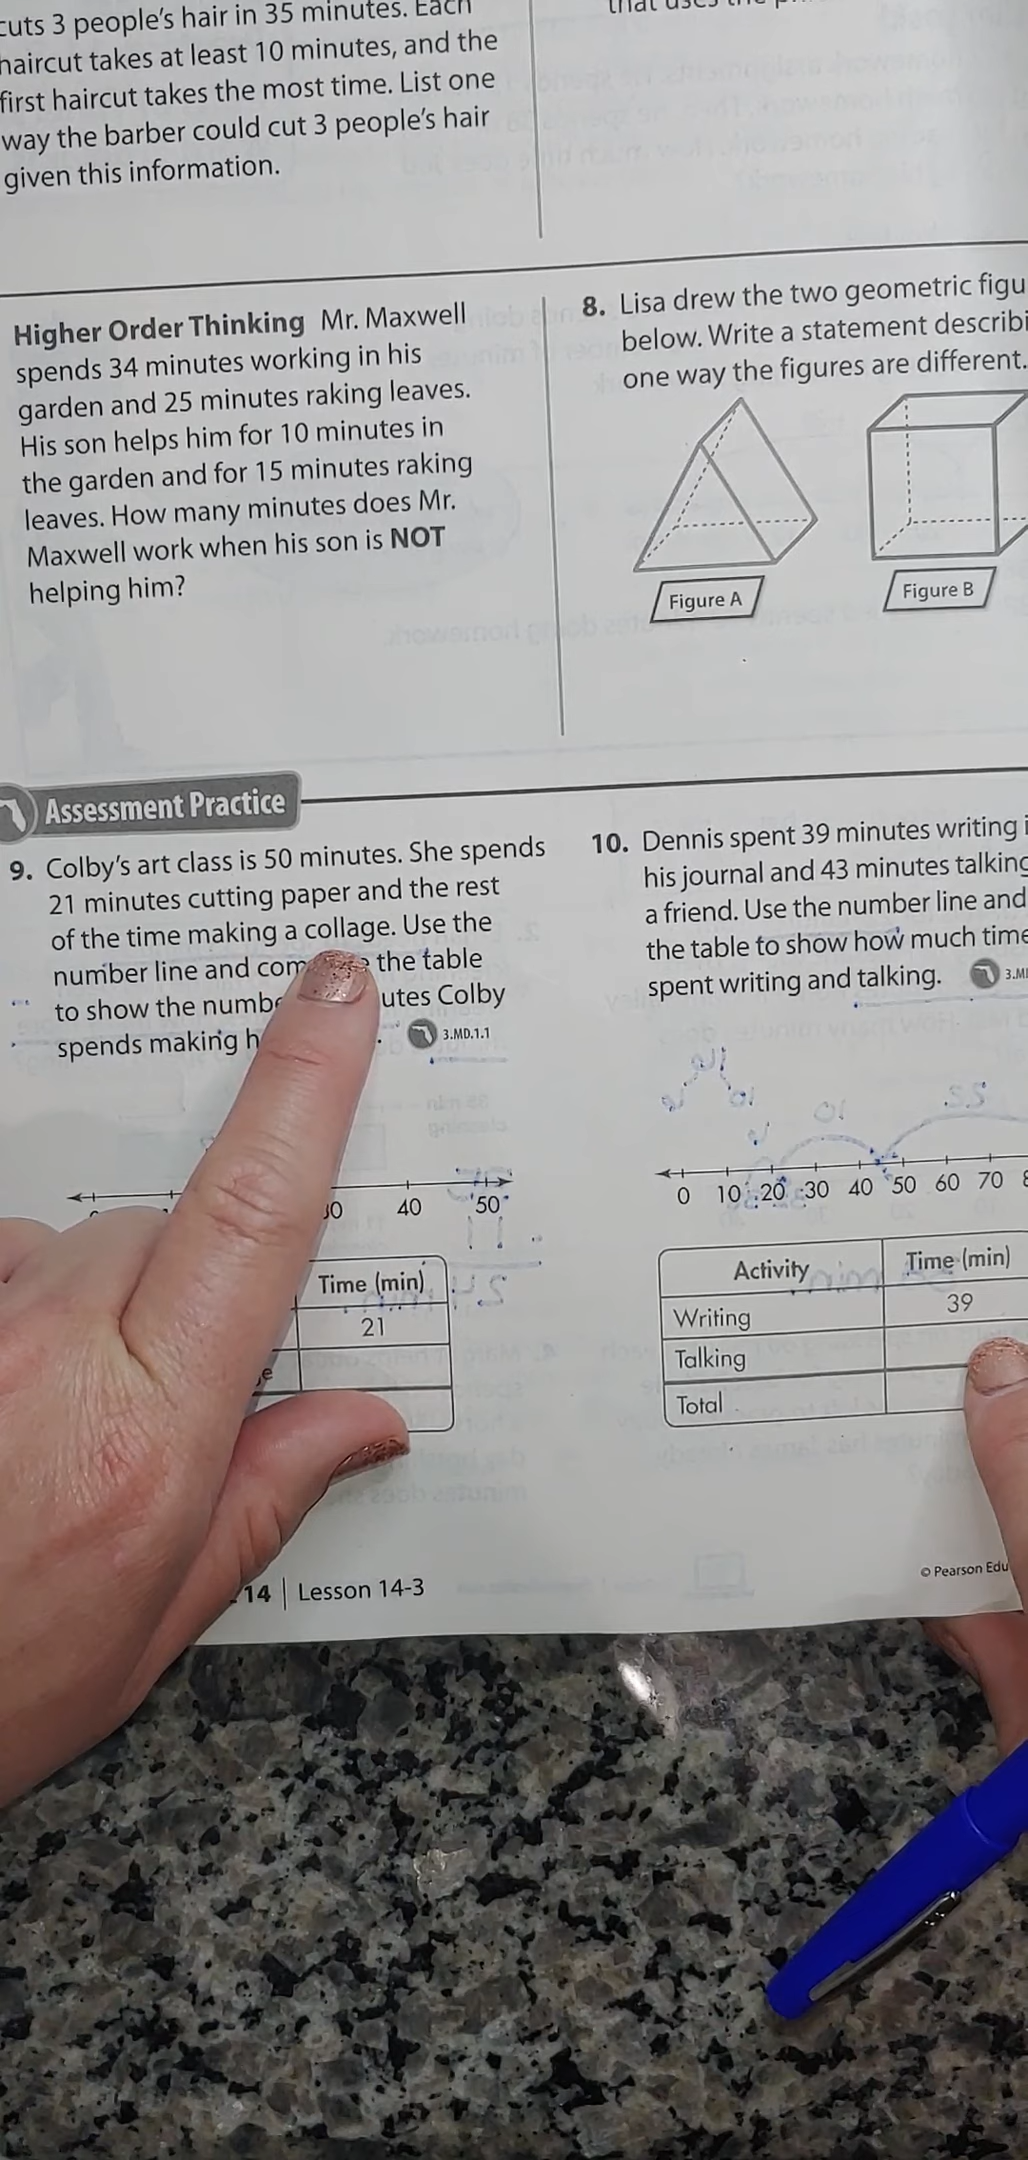 cuts 3 people's hair in 35 minutes. Each
haircut takes at least 10 minutes, and the
first haircut takes the most time. List one
way the barber could cut 3 people's hair
given this information.
Higher Order Thinking Mr. Maxwell
spends 34 minutes working in his
garden and 25 minutes raking leaves.
His son helps him for 10 minutes in
the garden and for 15 minutes raking
leaves. How many minutes does Mr.
Maxwell work when his son is NOT
helping him?
8. Lisa drew the two geometric figu
below. Write a statement describi
one way the figures are different.
Figure A
Figure B
Assessment Practice
9. Colby's art class is 50 minutes. She spends
21 minutes cutting paper and the rest
of the time making a collage. Use the
number line and com the table
to show the numbe utes Colby
spends making h . 3.MD.1.1
30 40 50
Time (min)
21
e
10. Dennis spent 39 minutes writing i
his journal and 43 minutes talking
a friend. Use the number line and
the table to show how much time
spent writing and talking. 3.M
0 10 20 30 40 50 60 70 8
Activity Time (min)
Writing 39
Talking
Total
14 | Lesson 14-3
© Pearson Edu